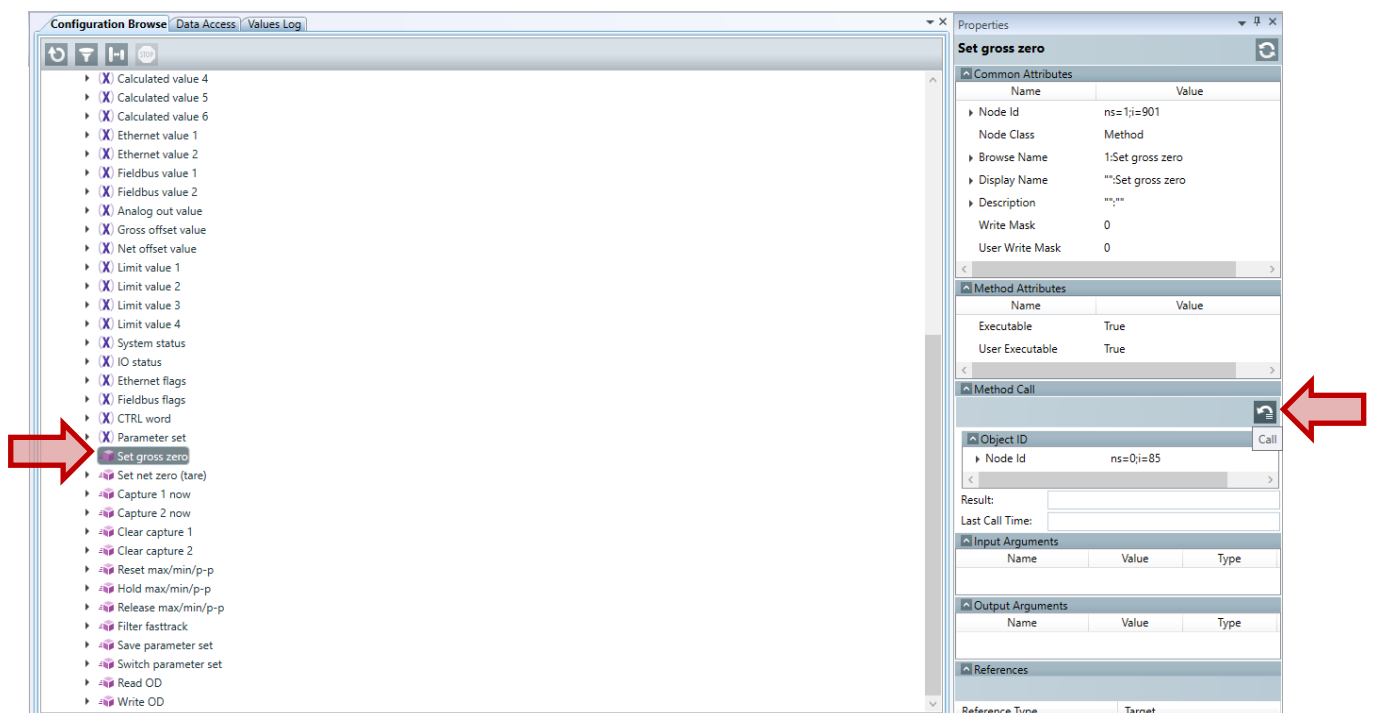 Configuration Browse Data Access Values Log
STOP
(X) Calculated value 4
(X) Calculated value 5
(X) Calculated value 6
(X) Ethernet value 1
(X) Ethernet value 2
(X) Fieldbus value 1
(X) Fieldbus value 2
(X) Analog out value
(X) Gross offset value
(X) Net offset value
(X) Limit value 1
(X) Limit value 2
(X) Limit value 3
(X) Limit value 4
(X) System status
(X) IO status
(X) Ethernet flags
(X) Fieldbus flags
(X) CTRL word
(X) Parameter set
Set gross zero
Set net zero (tare)
Capture 1 now
Capture 2 now
Clear capture 1
Clear capture 2
Reset max/min/p-p
Hold max/min/p-p
Release max/min/p-p
Filter fasttrack
Save parameter set
Switch parameter set
Read OD
Write OD
Properties
Set gross zero
Common Attributes
Name Value
Node Id ns=1;i=901
Node Class Method
Browse Name 1:Set gross zero
Display Name "":Set gross zero
Description "":""
Write Mask 0
User Write Mask 0
Method Attributes
Name Value
Executable True
User Executable True
Method Call
Call
Object ID
Node Id ns=0;i=85
Result:
Last Call Time:
Input Arguments
Name Value Type
Output Arguments
Name Value Type
References
Reference Type Target